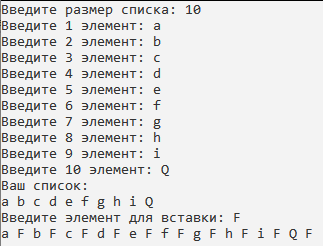 Введите размер списка: 10
Введите 1 элемент: a
Введите 2 элемент: b
Введите 3 элемент: c
Введите 4 элемент: d
Введите 5 элемент: e
Введите 6 элемент: f
Введите 7 элемент: g
Введите 8 элемент: h
Введите 9 элемент: i
Введите 10 элемент: Q
Ваш список:
a b c d e f g h i Q
Введите элемент для вставки: F
a F b F c F d F e F f F g F h F i F Q F